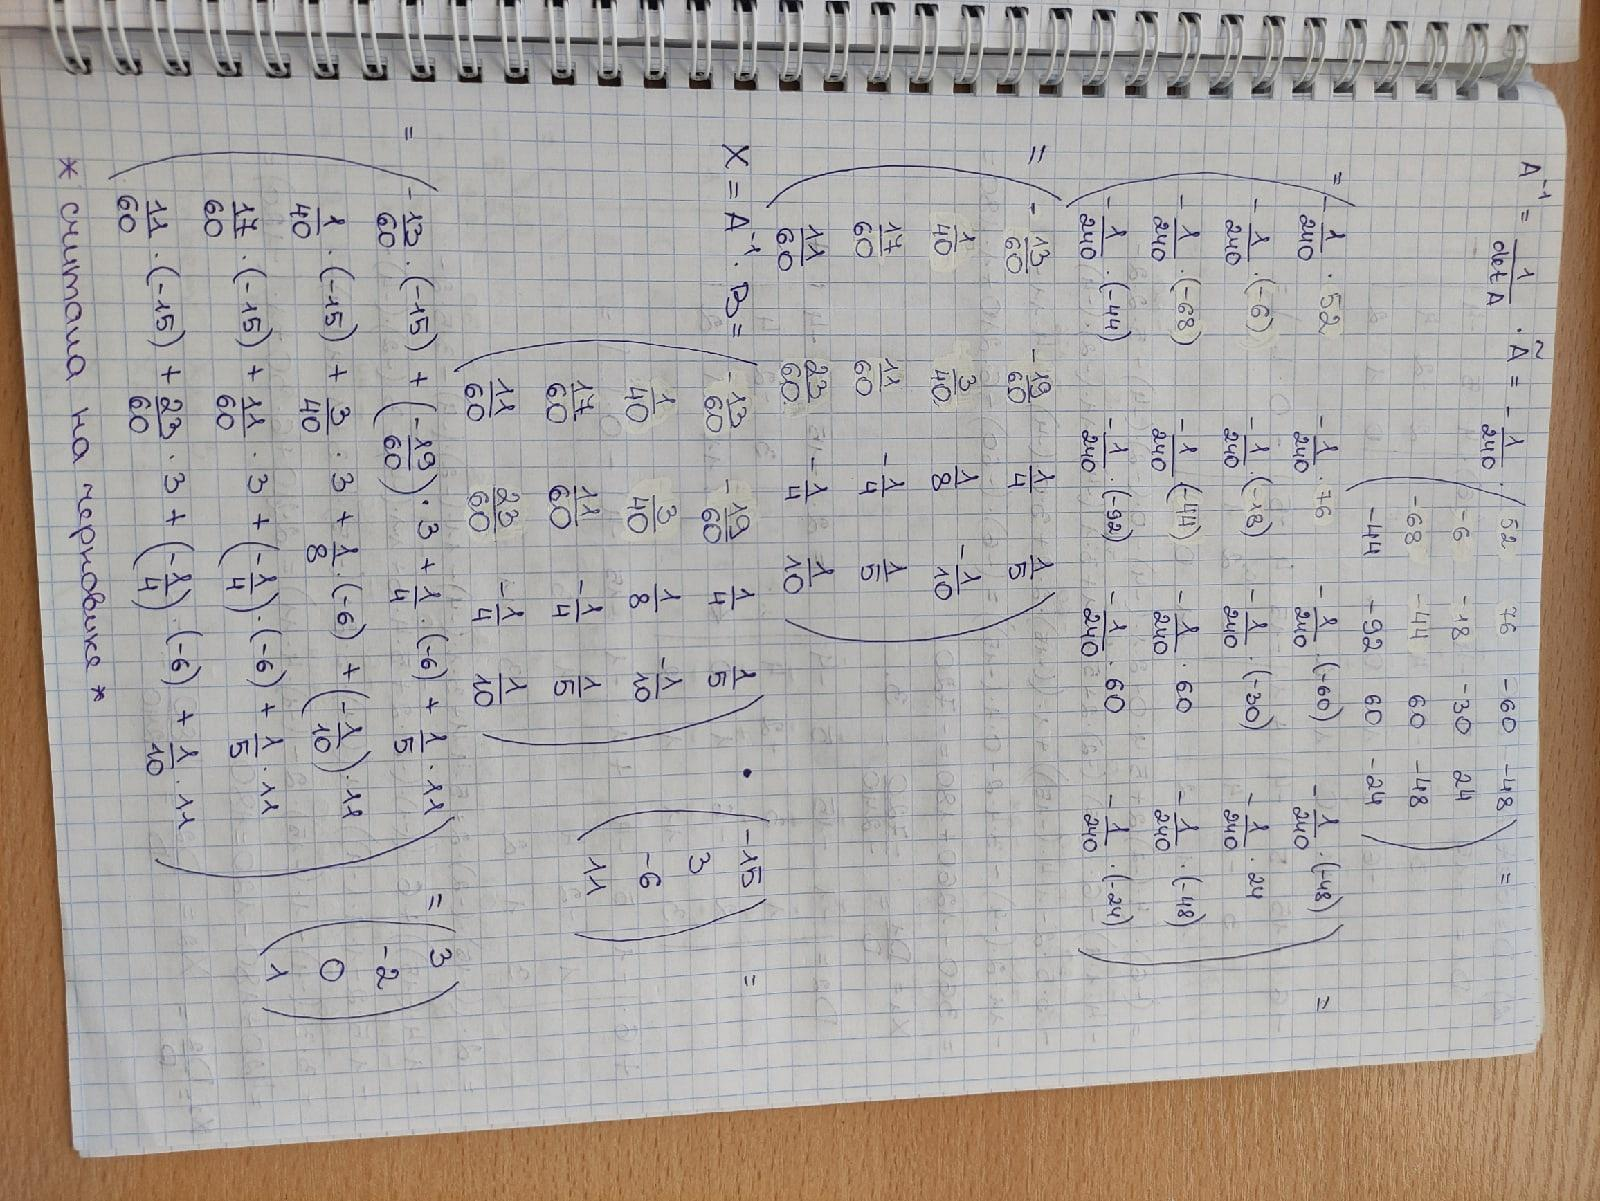 A⁻¹ = 1/det A · Ã = -1/240 · ( 52 76 -60 -48
-6 -18 -30 24
-68 -44 60 -48
-44 -92 60 -24 ) =
= ( -1/240 · 52 -1/240 · 76 -1/240 · (-60) -1/240 · (-48)
-1/240 · (-6) -1/240 · (-18) -1/240 · (-30) -1/240 · 24
-1/240 · (-68) -1/240 · (-44) -1/240 · 60 -1/240 · (-48)
-1/240 · (-44) -1/240 · (-92) -1/240 · 60 -1/240 · (-24) ) =
= ( -13/60 -19/60 1/4 1/5
1/40 3/40 1/8 -1/10
17/60 11/60 -1/4 1/5
11/60 23/60 -1/4 1/10 )
X = A⁻¹ · B = ( -13/60 -19/60 1/4 1/5
1/40 3/40 1/8 -1/10
17/60 11/60 -1/4 1/5
11/60 23/60 -1/4 1/10 ) · ( -15
3
-6
11 ) =
= ( -13/60 · (-15) + (-19/60) · 3 + 1/4 · (-6) + 1/5 · 11
1/40 · (-15) + 3/40 · 3 + 1/8 · (-6) + (-1/10) · 11
17/60 · (-15) + 11/60 · 3 + (-1/4) · (-6) + 1/5 · 11
11/60 · (-15) + 23/60 · 3 + (-1/4) · (-6) + 1/10 · 11 ) = ( 3
-2
0
1 )
* считала на черновике *